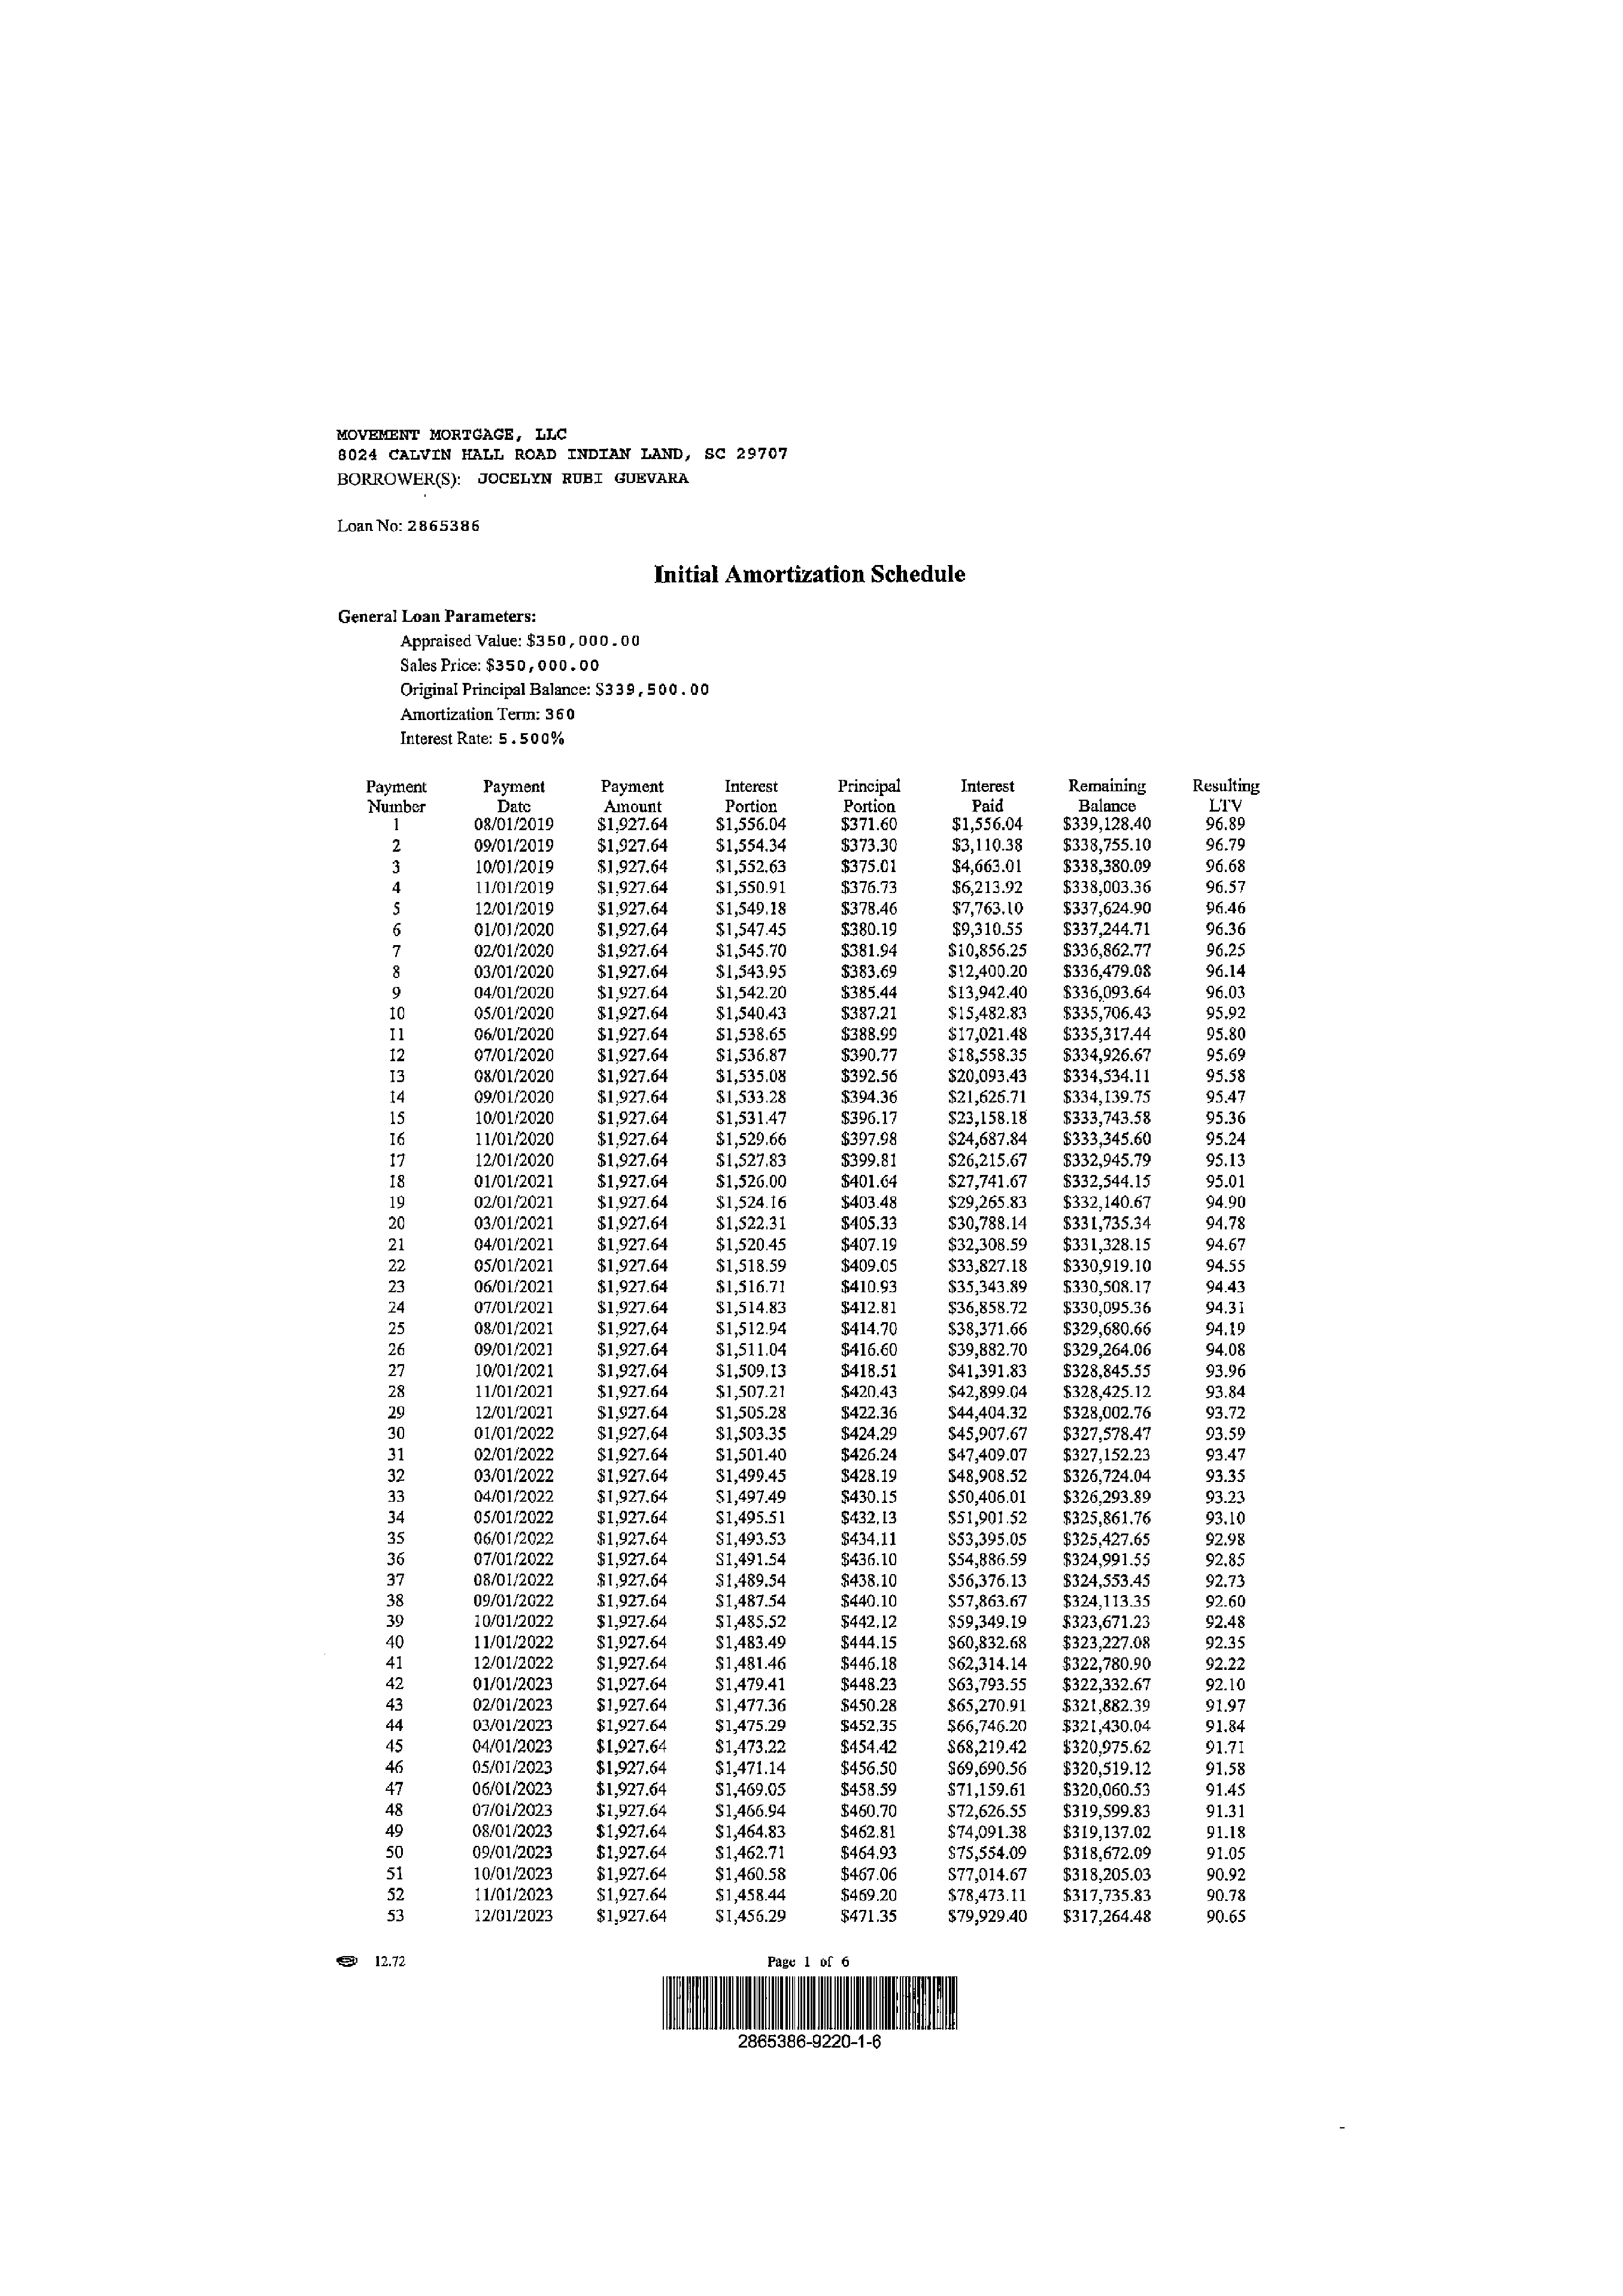 MOVEMENT MORTGAGE, LLC
8024 CALVIN HALL ROAD INDIAN LAND, SC 29707
BORROWER(S): JOCELYN RUBI GUEVARA
Loan No: 2865386
Initial Amortization Schedule
General Loan Parameters:
Appraised Value: $350,000.00
Sales Price: $350,000.00
Original Principal Balance: $339,500.00
Amortization Term: 360
Interest Rate: 5.500%
Payment Payment Payment Interest Principal Interest Remaining Resulting
Number Date Amount Portion Portion Paid Balance LTV
1 08/01/2019 $1,927.64 $1,556.04 $371.60 $1,556.04 $339,128.40 96.89
2 09/01/2019 $1,927.64 $1,554.34 $373.30 $3,110.38 $338,755.10 96.79
3 10/01/2019 $1,927.64 $1,552.63 $375.01 $4,663.01 $338,380.09 96.68
4 11/01/2019 $1,927.64 $1,550.91 $376.73 $6,213.92 $338,003.36 96.57
5 12/01/2019 $1,927.64 $1,549.18 $378.46 $7,763.10 $337,624.90 96.46
6 01/01/2020 $1,927.64 $1,547.45 $380.19 $9,310.55 $337,244.71 96.36
7 02/01/2020 $1,927.64 $1,545.70 $381.94 $10,856.25 $336,862.77 96.25
8 03/01/2020 $1,927.64 $1,543.95 $383.69 $12,400.20 $336,479.08 96.14
9 04/01/2020 $1,927.64 $1,542.20 $385.44 $13,942.40 $336,093.64 96.03
10 05/01/2020 $1,927.64 $1,540.43 $387.21 $15,482.83 $335,706.43 95.92
11 06/01/2020 $1,927.64 $1,538.65 $388.99 $17,021.48 $335,317.44 95.80
12 07/01/2020 $1,927.64 $1,536.87 $390.77 $18,558.35 $334,926.67 95.69
13 08/01/2020 $1,927.64 $1,535.08 $392.56 $20,093.43 $334,534.11 95.58
14 09/01/2020 $1,927.64 $1,533.28 $394.36 $21,626.71 $334,139.75 95.47
15 10/01/2020 $1,927.64 $1,531.47 $396.17 $23,158.18 $333,743.58 95.36
16 11/01/2020 $1,927.64 $1,529.66 $397.98 $24,687.84 $333,345.60 95.24
17 12/01/2020 $1,927.64 $1,527.83 $399.81 $26,215.67 $332,945.79 95.13
18 01/01/2021 $1,927.64 $1,526.00 $401.64 $27,741.67 $332,544.15 95.01
19 02/01/2021 $1,927.64 $1,524.16 $403.48 $29,265.83 $332,140.67 94.90
20 03/01/2021 $1,927.64 $1,522.31 $405.33 $30,788.14 $331,735.34 94.78
21 04/01/2021 $1,927.64 $1,520.45 $407.19 $32,308.59 $331,328.15 94.67
22 05/01/2021 $1,927.64 $1,518.59 $409.05 $33,827.18 $330,919.10 94.55
23 06/01/2021 $1,927.64 $1,516.71 $410.93 $35,343.89 $330,508.17 94.43
24 07/01/2021 $1,927.64 $1,514.83 $412.81 $36,858.72 $330,095.36 94.31
25 08/01/2021 $1,927.64 $1,512.94 $414.70 $38,371.66 $329,680.66 94.19
26 09/01/2021 $1,927.64 $1,511.04 $416.60 $39,882.70 $329,264.06 94.08
27 10/01/2021 $1,927.64 $1,509.13 $418.51 $41,391.83 $328,845.55 93.96
28 11/01/2021 $1,927.64 $1,507.21 $420.43 $42,899.04 $328,425.12 93.84
29 12/01/2021 $1,927.64 $1,505.28 $422.36 $44,404.32 $328,002.76 93.72
30 01/01/2022 $1,927.64 $1,503.35 $424.29 $45,907.67 $327,578.47 93.59
31 02/01/2022 $1,927.64 $1,501.40 $426.24 $47,409.07 $327,152.23 93.47
32 03/01/2022 $1,927.64 $1,499.45 $428.19 $48,908.52 $326,724.04 93.35
33 04/01/2022 $1,927.64 $1,497.49 $430.15 $50,406.01 $326,293.89 93.23
34 05/01/2022 $1,927.64 $1,495.51 $432.13 $51,901.52 $325,861.76 93.10
35 06/01/2022 $1,927.64 $1,493.53 $434.11 $53,395.05 $325,427.65 92.98
36 07/01/2022 $1,927.64 $1,491.54 $436.10 $54,886.59 $324,991.55 92.85
37 08/01/2022 $1,927.64 $1,489.54 $438.10 $56,376.13 $324,553.45 92.73
38 09/01/2022 $1,927.64 $1,487.54 $440.10 $57,863.67 $324,113.35 92.60
39 10/01/2022 $1,927.64 $1,485.52 $442.12 $59,349.19 $323,671.23 92.48
40 11/01/2022 $1,927.64 $1,483.49 $444.15 $60,832.68 $323,227.08 92.35
41 12/01/2022 $1,927.64 $1,481.46 $446.18 $62,314.14 $322,780.90 92.22
42 01/01/2023 $1,927.64 $1,479.41 $448.23 $63,793.55 $322,332.67 92.10
43 02/01/2023 $1,927.64 $1,477.36 $450.28 $65,270.91 $321,882.39 91.97
44 03/01/2023 $1,927.64 $1,475.29 $452.35 $66,746.20 $321,430.04 91.84
45 04/01/2023 $1,927.64 $1,473.22 $454.42 $68,219.42 $320,975.62 91.71
46 05/01/2023 $1,927.64 $1,471.14 $456.50 $69,690.56 $320,519.12 91.58
47 06/01/2023 $1,927.64 $1,469.05 $458.59 $71,159.61 $320,060.53 91.45
48 07/01/2023 $1,927.64 $1,466.94 $460.70 $72,626.55 $319,599.83 91.31
49 08/01/2023 $1,927.64 $1,464.83 $462.81 $74,091.38 $319,137.02 91.18
50 09/01/2023 $1,927.64 $1,462.71 $464.93 $75,554.09 $318,672.09 91.05
51 10/01/2023 $1,927.64 $1,460.58 $467.06 $77,014.67 $318,205.03 90.92
52 11/01/2023 $1,927.64 $1,458.44 $469.20 $78,473.11 $317,735.83 90.78
53 12/01/2023 $1,927.64 $1,456.29 $471.35 $79,929.40 $317,264.48 90.65
12.72 Page 1 of 6
2865386-9220-1-6